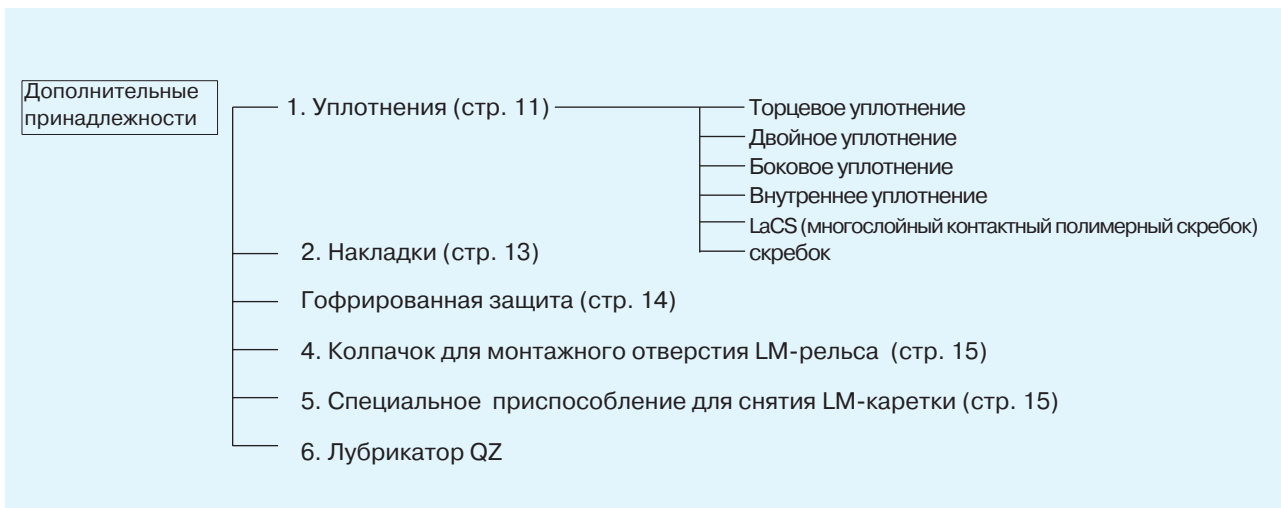 Дополнительные
принадлежности
1. Уплотнения (стр. 11)
Торцевое уплотнение
Двойное уплотнение
Боковое уплотнение
Внутреннее уплотнение
LaCS (многослойный контактный полимерный скребок)
скребок
2. Накладки (стр. 13)
Гофрированная защита (стр. 14)
4. Колпачок для монтажного отверстия LM-рельса (стр. 15)
5. Специальное приспособление для снятия LM-каретки (стр. 15)
6. Лубрикатор QZ